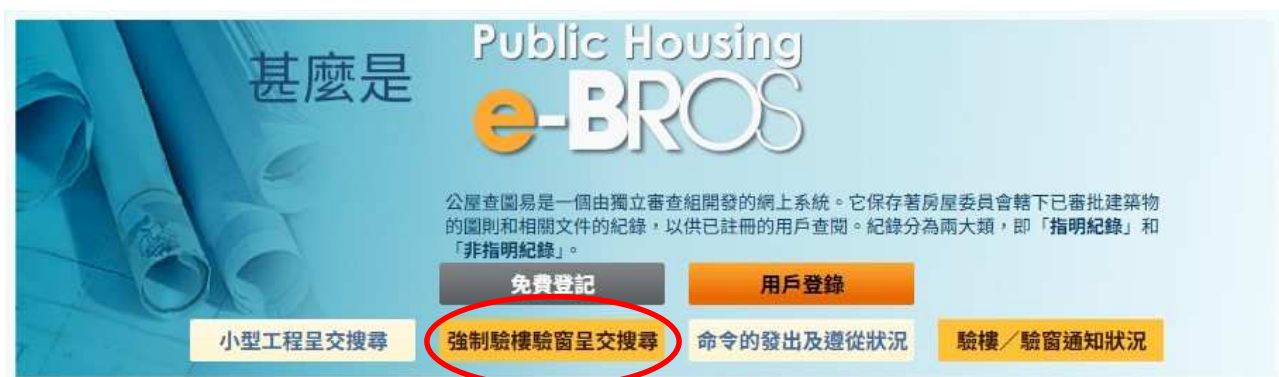 甚麼是
Public Housing
e-BROS
公屋查圖易是一個由獨立審查組開發的網上系統。它保存著房屋委員會轄下已審批建築物
的圖則和相關文件的紀錄，以供已註冊的用戶查閱。紀錄分為兩大類，即「指明紀錄」和
「非指明紀錄」。
免費登記 用戶登錄
小型工程呈交搜尋 強制驗樓驗窗呈交搜尋 命令的發出及遵從狀況 驗樓／驗窗通知狀況